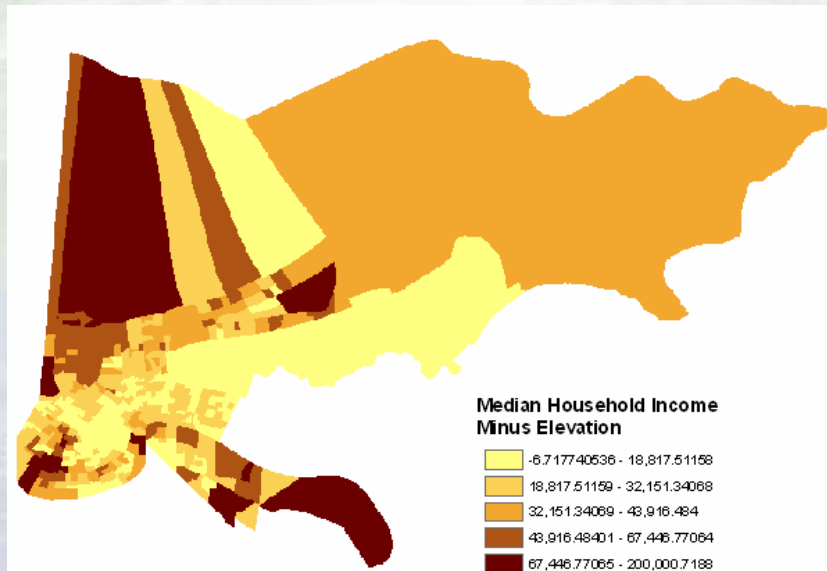 Median Household Income
Minus Elevation
-6.717740536 - 18,817.51158
18,817.51159 - 32,151.34068
32,151.34069 - 43,916.484
43,916.48401 - 67,446.77064
67,446.77065 - 200,000.7188